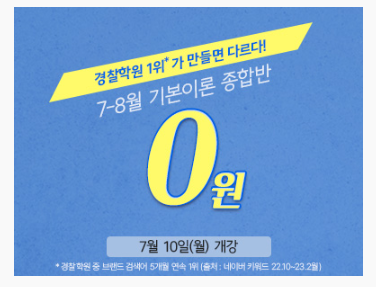 경찰학원 1위* 가 만들면 다르다!
7-8월 기본이론 종합반
0원
7월 10일(월) 개강
* 경찰학원 중 브랜드 검색어 5개월 연속 1위 (출처 : 네이버 키워드 22.10~23.2월)